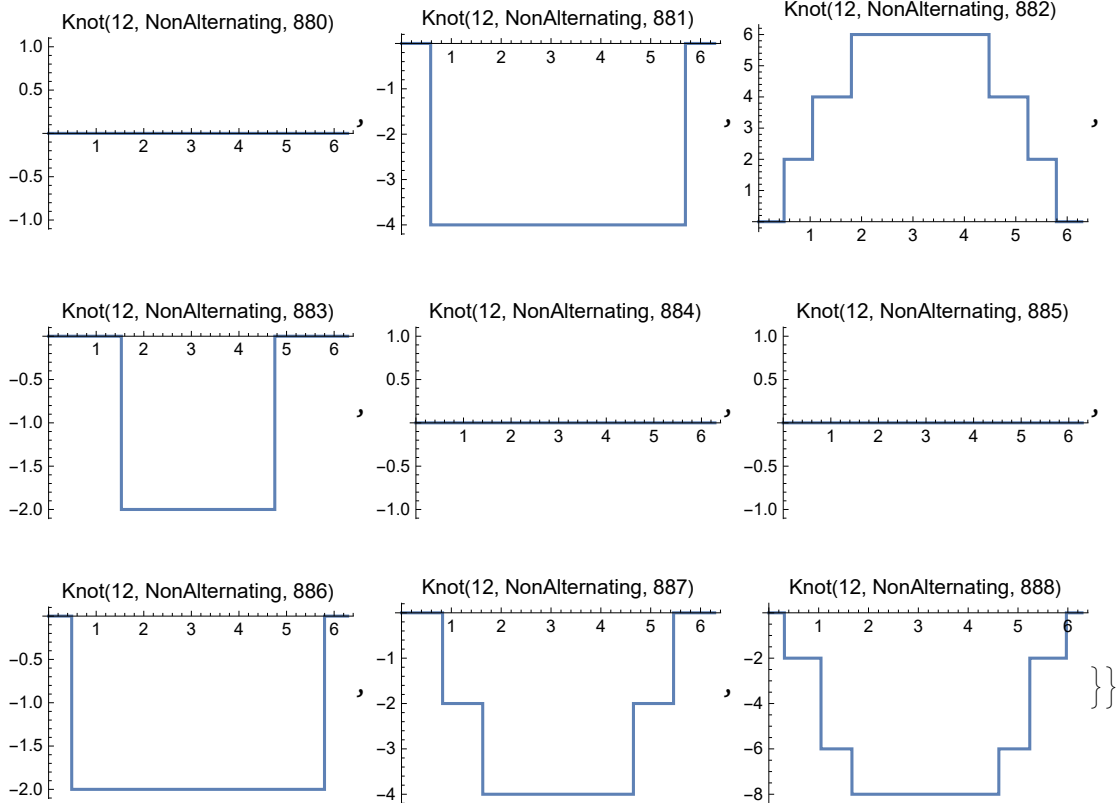 Knot(12, NonAlternating, 880)
1.0
0.5
1 2 3 4 5 6
−0.5
−1.0
,
Knot(12, NonAlternating, 881)
1 2 3 4 5 6
−1
−2
−3
−4
,
Knot(12, NonAlternating, 882)
6
5
4
3
2
1
1 2 3 4 5 6
,
Knot(12, NonAlternating, 883)
1 2 3 4 5 6
−0.5
−1.0
−1.5
−2.0
,
Knot(12, NonAlternating, 884)
1.0
0.5
1 2 3 4 5 6
−0.5
−1.0
,
Knot(12, NonAlternating, 885)
1.0
0.5
1 2 3 4 5 6
−0.5
−1.0
,
Knot(12, NonAlternating, 886)
1 2 3 4 5 6
−0.5
−1.0
−1.5
−2.0
,
Knot(12, NonAlternating, 887)
1 2 3 4 5 6
−1
−2
−3
−4
,
Knot(12, NonAlternating, 888)
1 2 3 4 5 6
−2
−4
−6
−8
}}